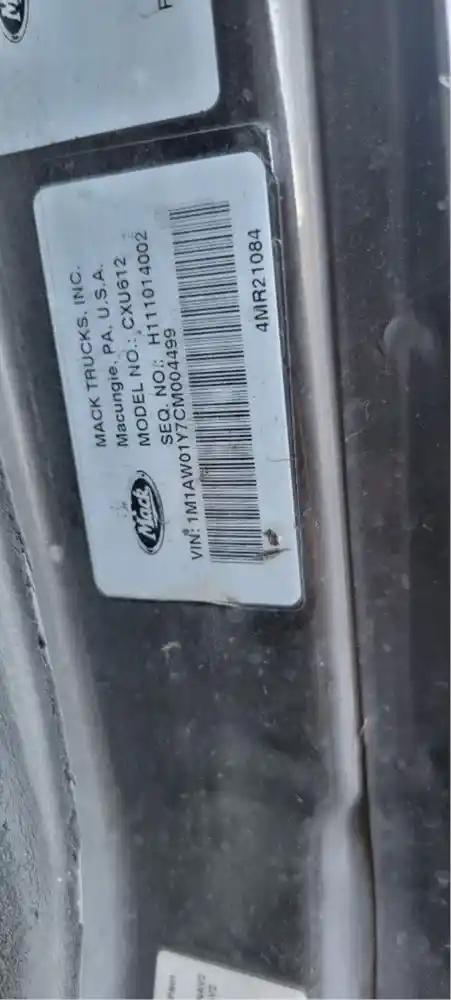 MACK TRUCKS, INC.
Macungie, PA, U.S.A.
MODEL NO.: CXU612
SEQ. NO.: H111014002
Mack
VIN: 1M1AW01Y7CM004499
4MR21084